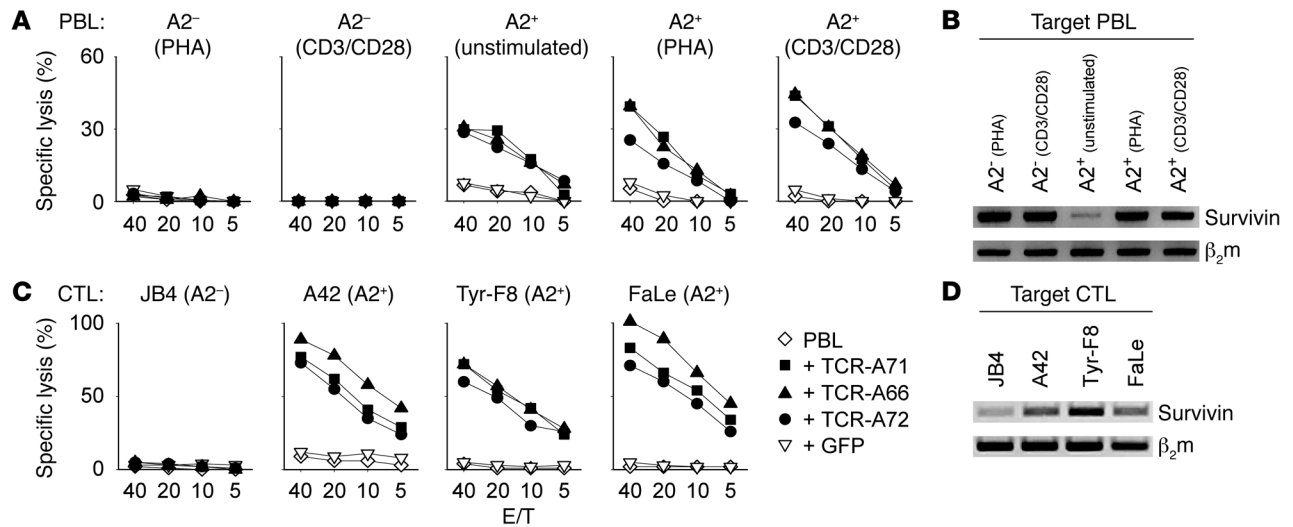 A
PBL:
A2– (PHA)
A2– (CD3/CD28)
A2+ (unstimulated)
A2+ (PHA)
A2+ (CD3/CD28)
Specific lysis (%)
60
30
0
40 20 10 5
40 20 10 5
40 20 10 5
40 20 10 5
40 20 10 5
B
Target PBL
A2- (PHA)
A2- (CD3/CD28)
A2+ (unstimulated)
A2+ (PHA)
A2+ (CD3/CD28)
Survivin
β2m
C
CTL:
JB4 (A2–)
A42 (A2+)
Tyr-F8 (A2+)
FaLe (A2+)
Specific lysis (%)
100
50
0
40 20 10 5
40 20 10 5
40 20 10 5
40 20 10 5
E/T
PBL
+ TCR-A71
+ TCR-A66
+ TCR-A72
+ GFP
D
Target CTL
JB4
A42
Tyr-F8
FaLe
Survivin
β2m